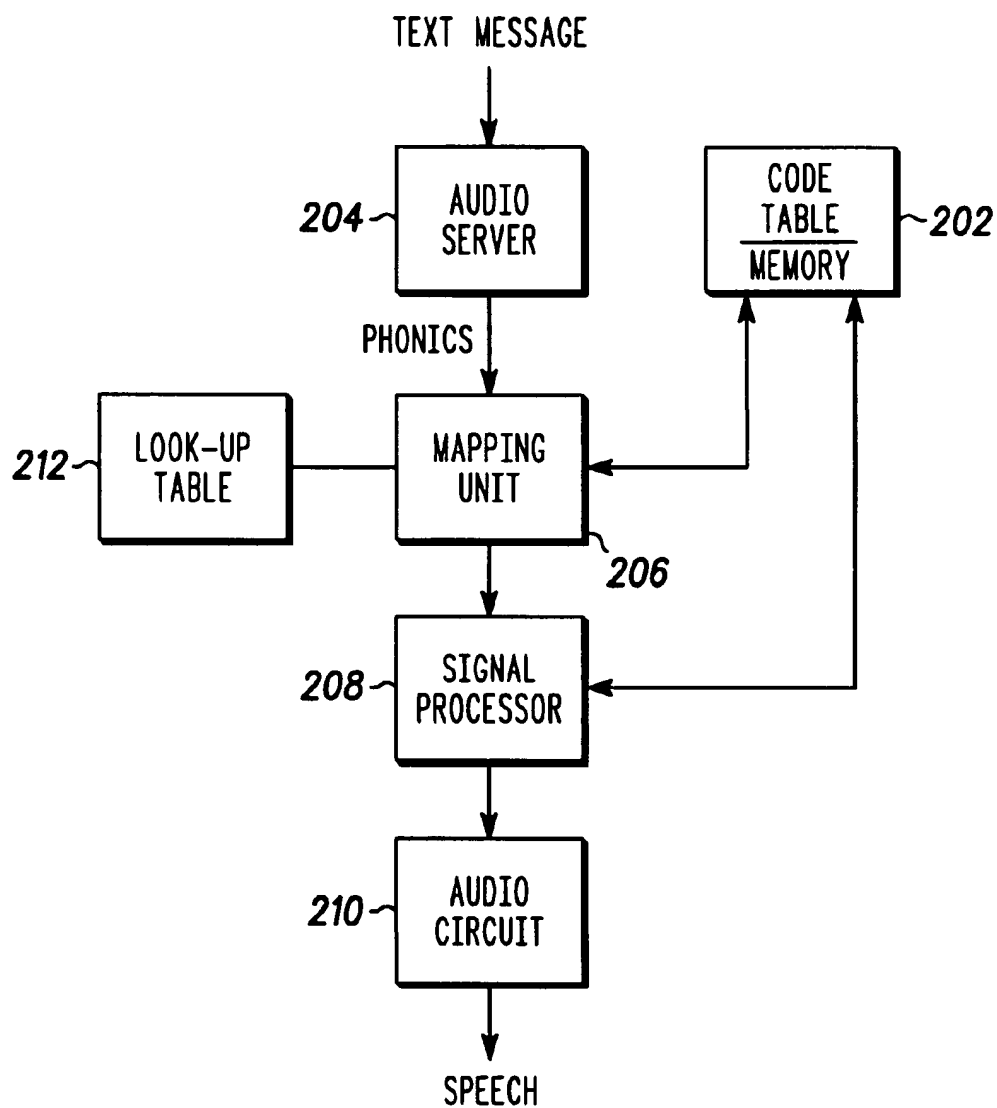 TEXT MESSAGE
204
AUDIO
SERVER
CODE
TABLE
MEMORY
202
PHONICS
212
LOOK-UP
TABLE
MAPPING
UNIT
206
208
SIGNAL
PROCESSOR
210
AUDIO
CIRCUIT
SPEECH